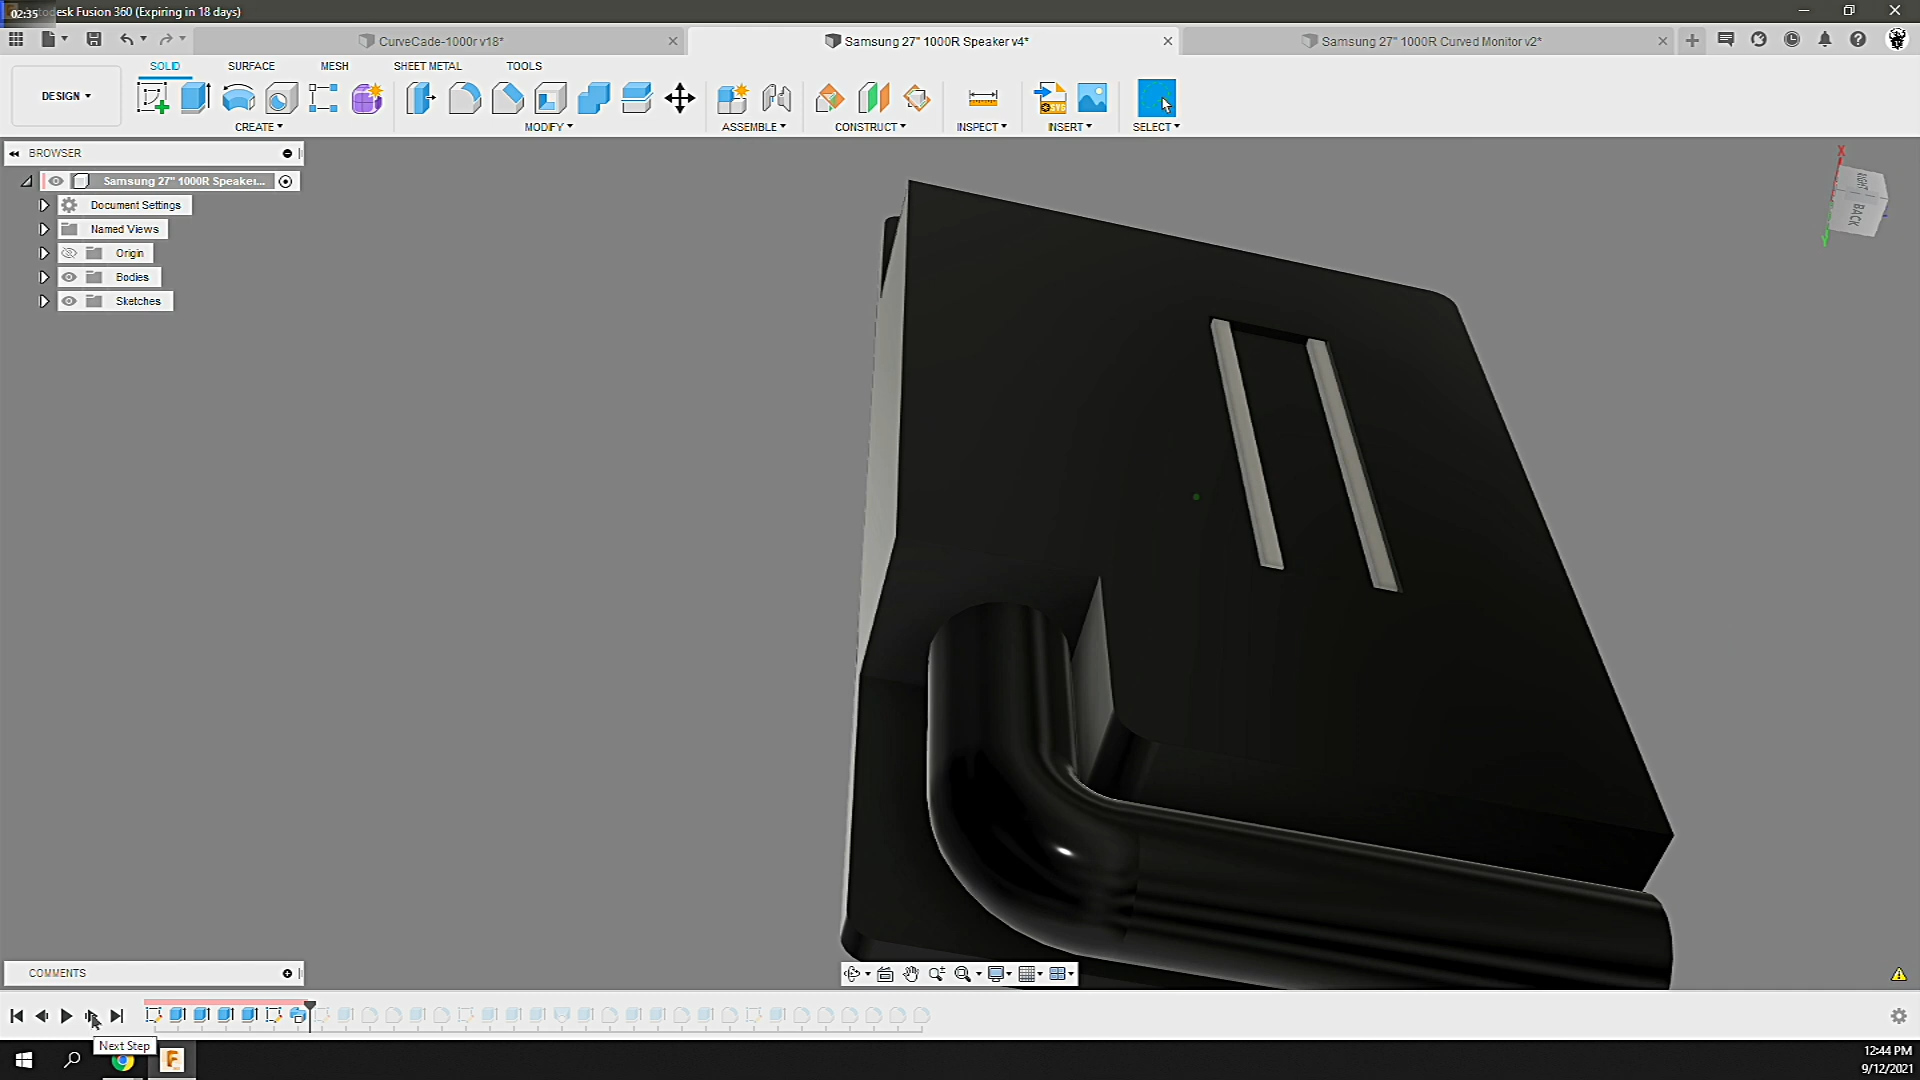 02:35
todesk Fusion 360 (Expiring in 18 days)
CurveCade-1000r v18*
Samsung 27" 1000R Speaker v4*
Samsung 27" 1000R Curved Monitor v2*
SOLID
SURFACE
MESH
SHEET METAL
TOOLS
DESIGN
CREATE
MODIFY
ASSEMBLE
CONSTRUCT
INSPECT
INSERT
SELECT
SVG
BROWSER
Samsung 27" 1000R Speaker...
Document Settings
Named Views
Origin
Bodies
Sketches
X
RIGHT
BACK
Y
COMMENTS
Next Step
12:44 PM
9/12/2021